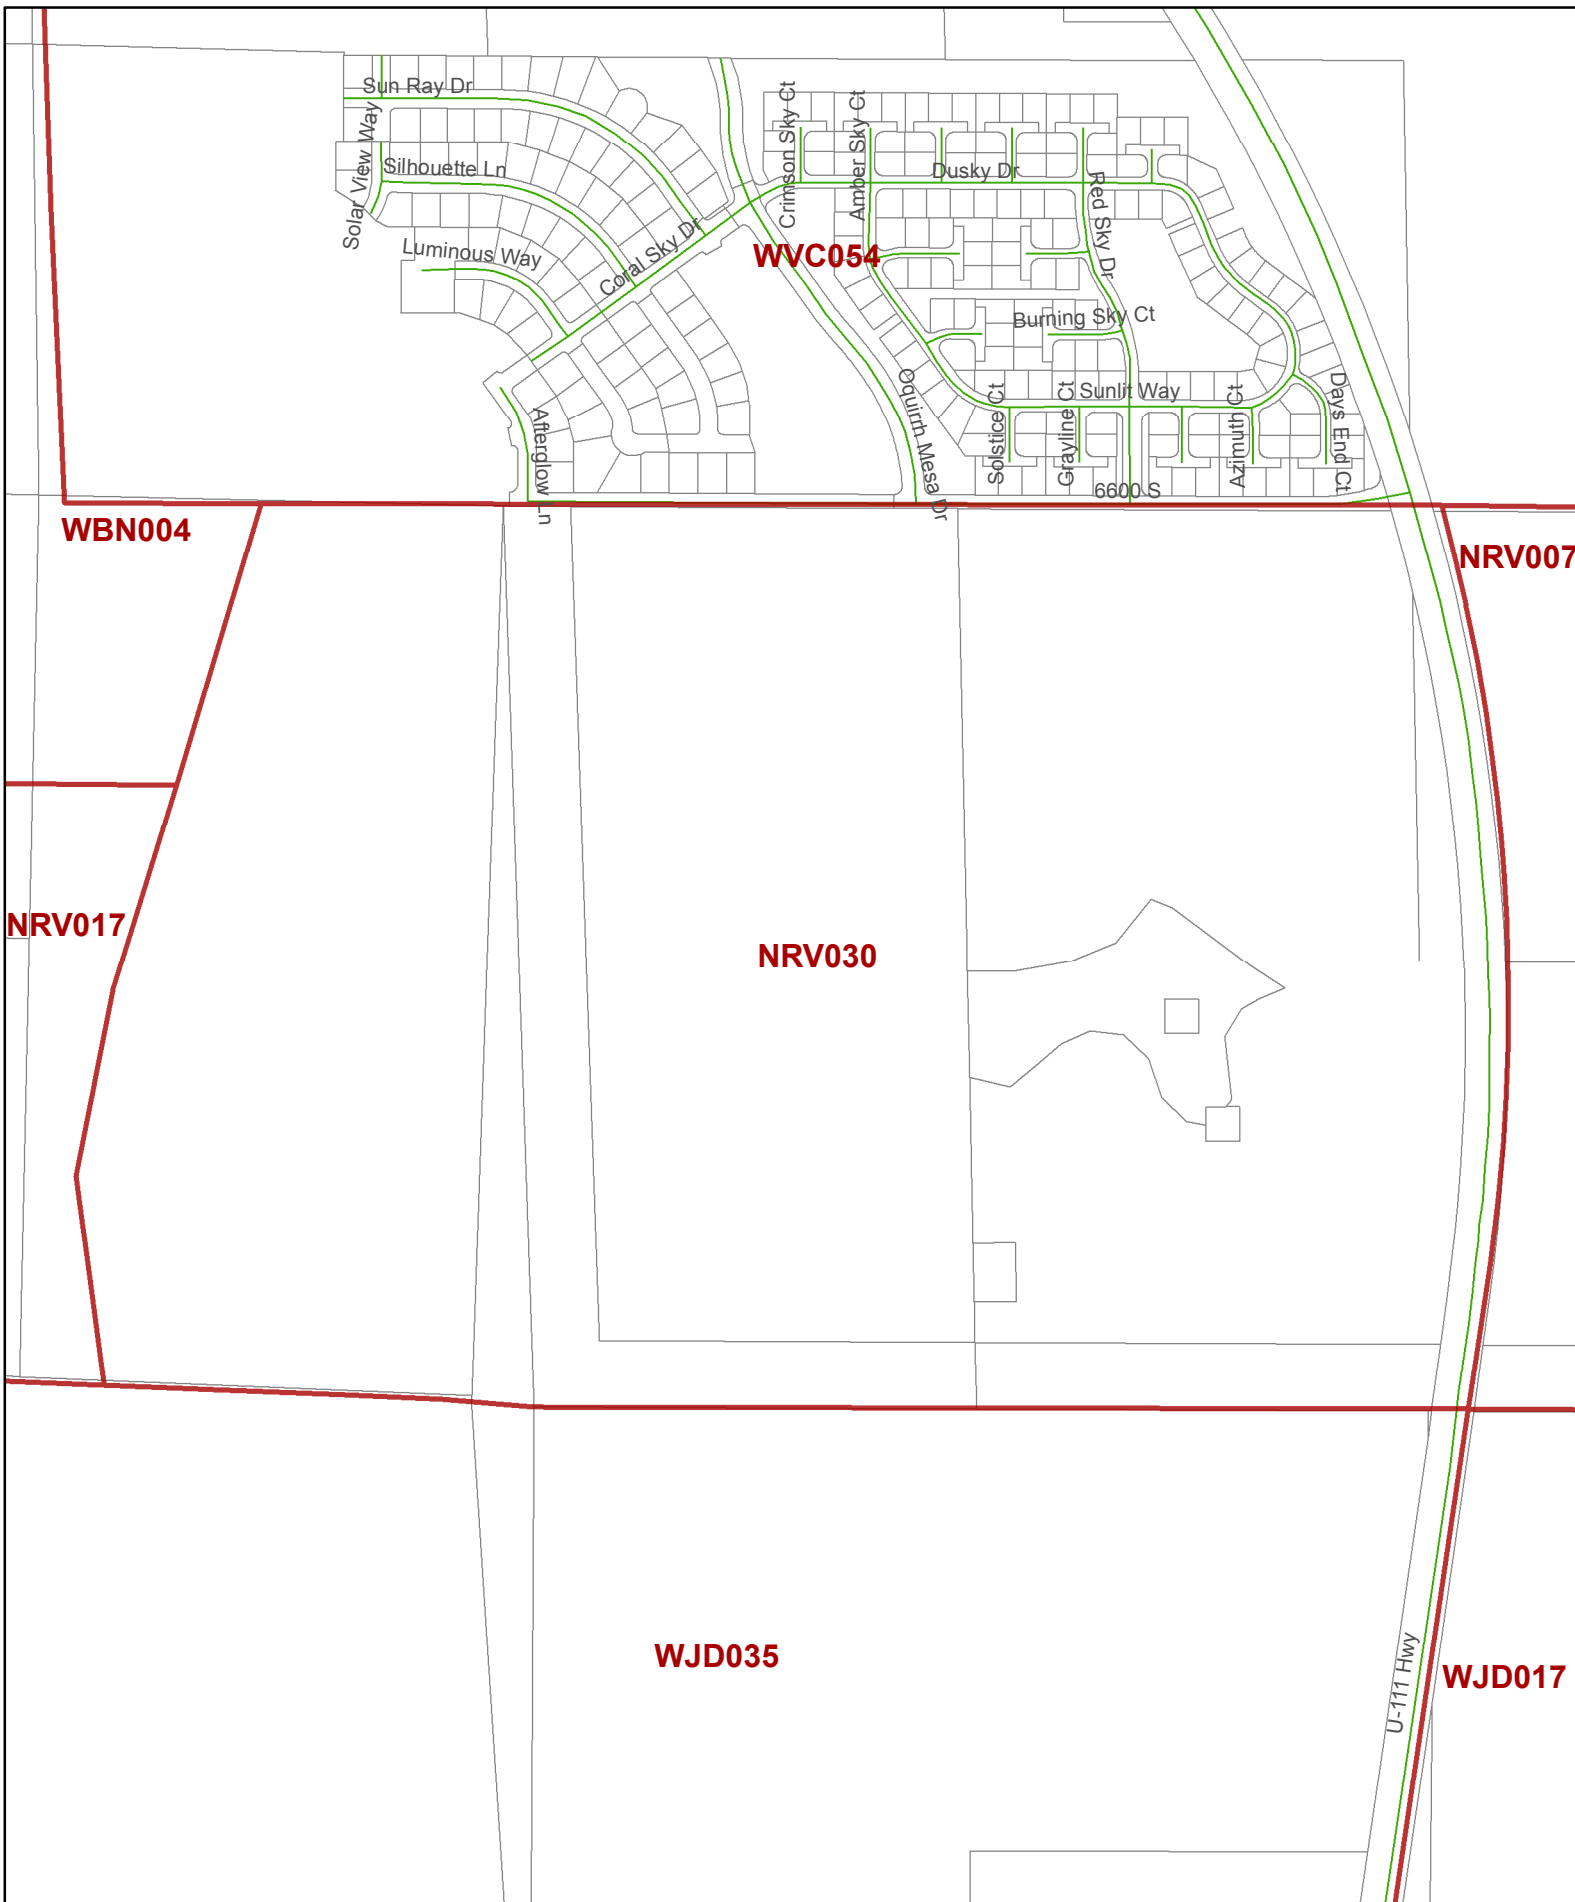 Sun Ray Dr
Solar View Way
Silhouette Ln
Luminous Way
Coral Sky Dr
Crimson Sky Ct
Amber Sky Ct
Dusky Dr
Red Sky Dr
WVC054
Burning Sky Ct
Oquirrh Mesa Dr
Solstice Ct
Grayline Ct
Sunlit Way
Azimuth Ct
Days End Ct
Afterglow Ln
6600 S
WBN004
NRV007
NRV017
NRV030
WJD035
U-111 Hwy
WJD017